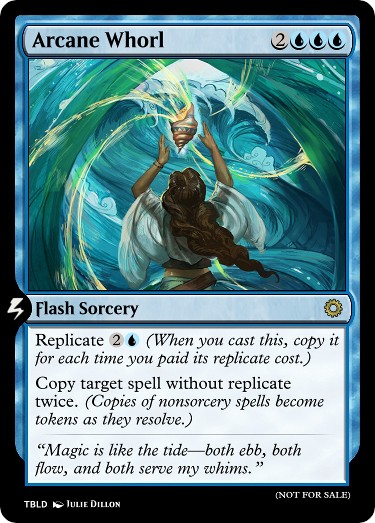 Arcane Whorl 2
Flash Sorcery
Replicate 2 (When you cast this, copy it
for each time you paid its replicate cost.)
Copy target spell without replicate
twice. (Copies of nonsorcery spells become
tokens as they resolve.)
“Magic is like the tide—both ebb, both
flow, and both serve my whims.”
(NOT FOR SALE)
TBLD Julie Dillon